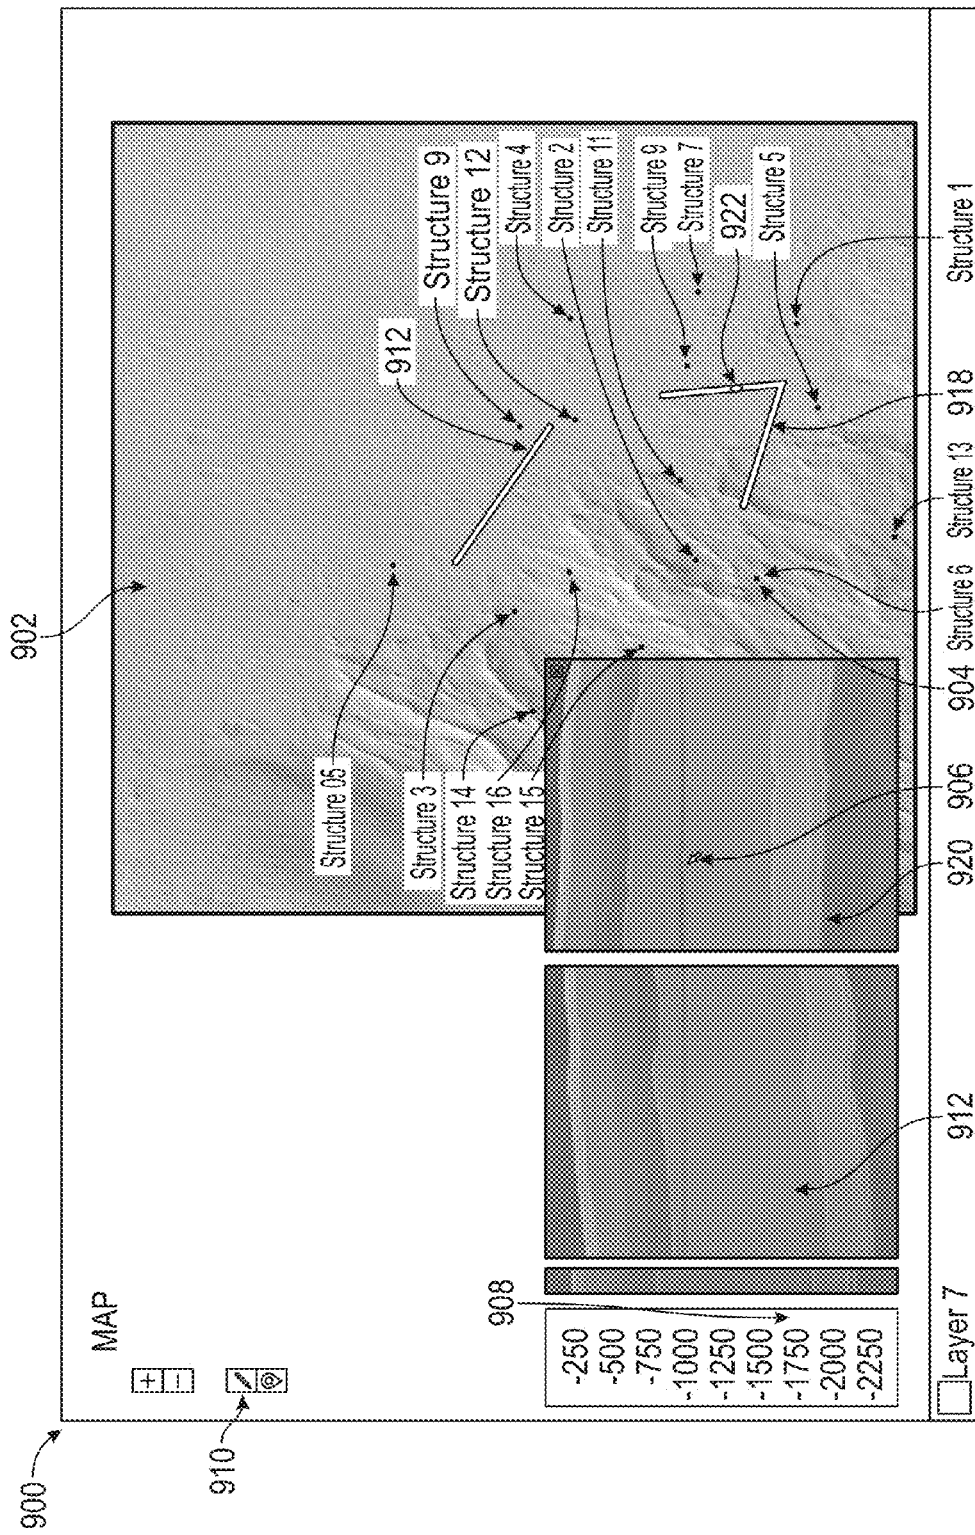 900
MAP
+
-
910
902
912
Structure 9
Structure 12
Structure 4
Structure 2
Structure 11
Structure 9
Structure 7
922
Structure 5
Structure 05
Structure 3
Structure 14
Structure 16
Structure 15
908
-250
-500
-750
-1000
-1250
-1500
-1750
-2000
-2250
Layer 7
912
920
906
904
Structure 6
Structure 13
918
Structure 1